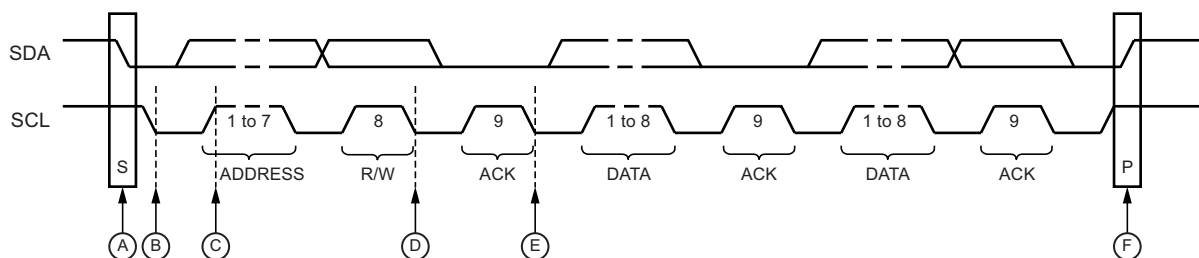 SDA
SCL
1 to 7 8 9 1 to 8 9 1 to 8 9
S P
ADDRESS R/W ACK DATA ACK DATA ACK
A B C D E F